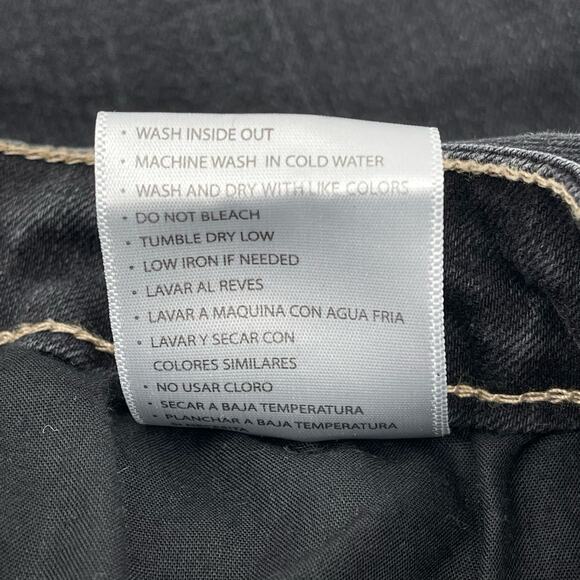 • WASH INSIDE OUT
• MACHINE WASH IN COLD WATER
• WASH AND DRY WITH LIKE COLORS
• DO NOT BLEACH
• TUMBLE DRY LOW
• LOW IRON IF NEEDED
• LAVAR AL REVES
• LAVAR A MAQUINA CON AGUA FRIA
• LAVAR Y SECAR CON
COLORES SIMILARES
• NO USAR CLORO
• SECAR A BAJA TEMPERATURA
• PLANCHAR A BAJA TEMPERATURA